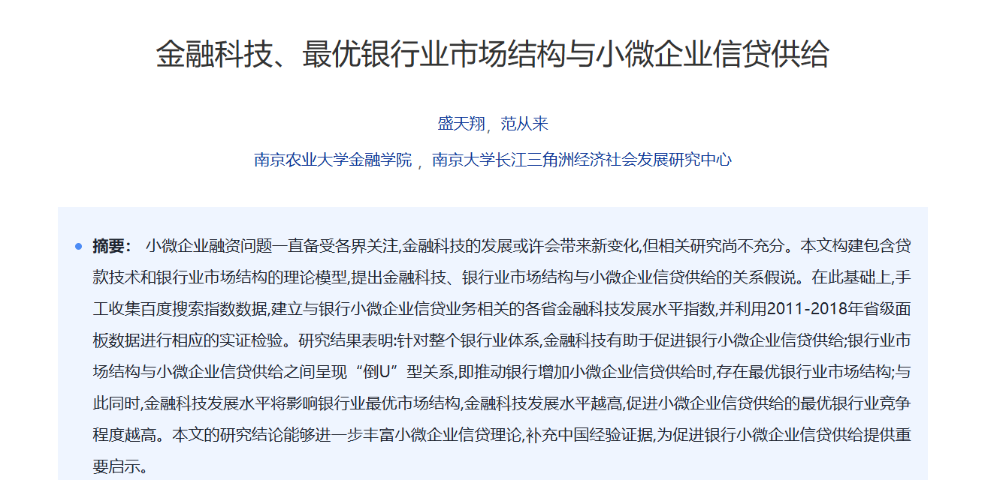 金融科技、最优银行业市场结构与小微企业信贷供给
盛天翔, 范从来
南京农业大学金融学院 , 南京大学长江三角洲经济社会发展研究中心
摘要: 小微企业融资问题一直备受各界关注,金融科技的发展或许会带来新变化,但相关研究尚不充分。本文构建包含贷
款技术和银行业市场结构的理论模型,提出金融科技、银行业市场结构与小微企业信贷供给的关系假说。在此基础上,手
工收集百度搜索指数数据,建立与银行小微企业信贷业务相关的各省金融科技发展水平指数,并利用2011-2018年省级面
板数据进行相应的实证检验。研究结果表明:针对整个银行业体系,金融科技有助于促进银行小微企业信贷供给;银行业市
场结构与小微企业信贷供给之间呈现“倒U”型关系,即推动银行增加小微企业信贷供给时,存在最优银行业市场结构;与
此同时,金融科技发展水平将影响银行业最优市场结构,金融科技发展水平越高,促进小微企业信贷供给的最优银行业竞争
程度越高。本文的研究结论能够进一步丰富小微企业信贷理论,补充中国经验证据,为促进银行小微企业信贷供给提供重
要启示。